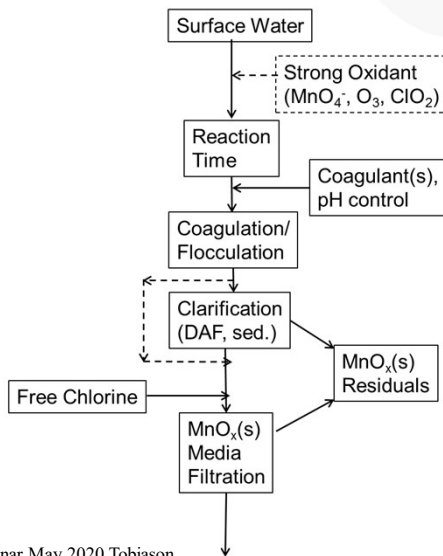 Surface Water
Strong Oxidant
(MnO₄⁻, O₃, ClO₂)
Reaction
Time
Coagulant(s),
pH control
Coagulation/
Flocculation
Clarification
(DAF, sed.)
MnOₓ(s)
Residuals
Free Chlorine
MnOₓ(s)
Media
Filtration
May 2020 Tobiason